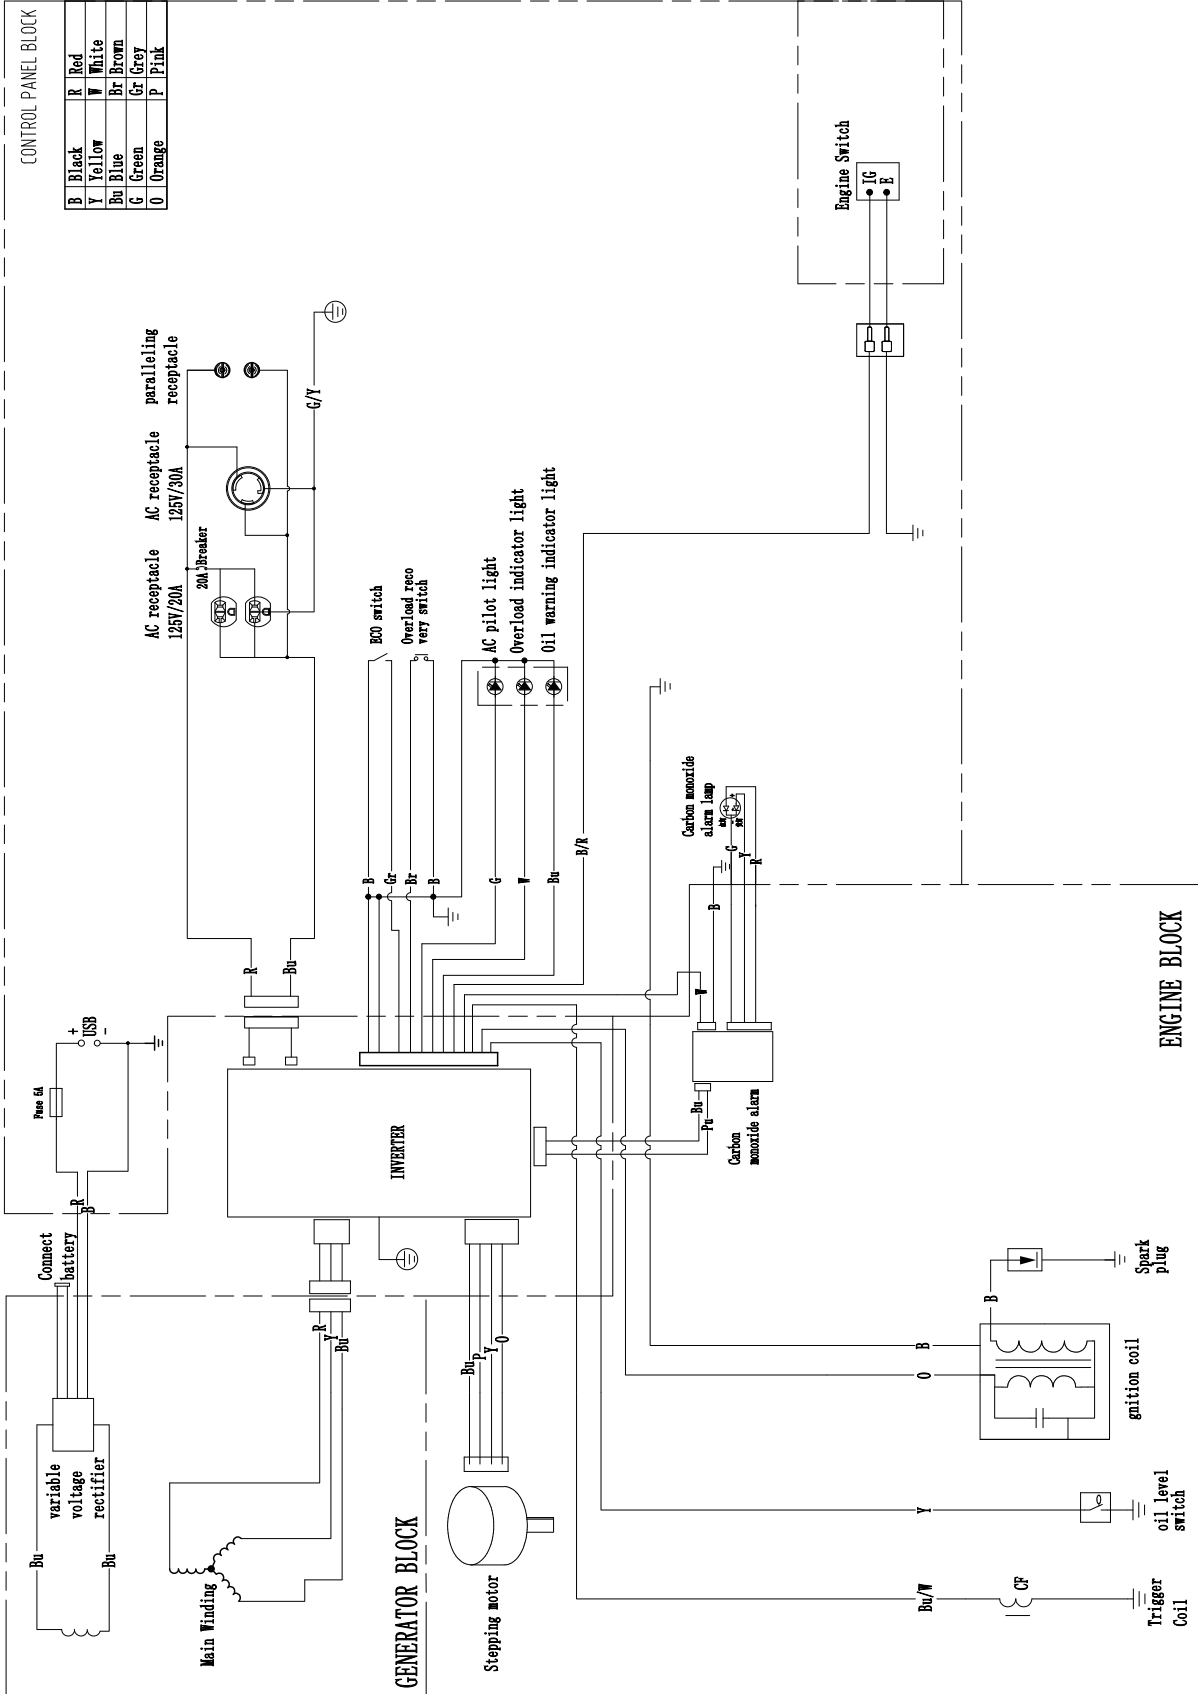 CONTROL PANEL BLOCK
B Black R Red
Y Yellow W White
Bu Blue Br Brown
G Green Gr Grey
O Orange P Pink
Engine Switch
IG
E
paralleling
receptacle
AC receptacle
125V/30A
AC receptacle
125V/20A
20A Breaker
G/Y
ECO switch
Overload reco
very switch
AC pilot light
Overload indicator light
Oil warning indicator light
B
Gr
Br
B
G
W
Bu
B/R
R
Bu
Fuse 5A
+
USB
-
R
B
Connect
battery
INVERTER
Carbon monoxide
alarm lamp
G
Y
R
B
W
Bu
Pu
Carbon
monoxide alarm
ENGINE BLOCK
variable
voltage
rectifier
Bu
Bu
R
Y
Bu
Main Winding
GENERATOR BLOCK
Bu
P
Y
O
Stepping motor
B
O
B
Spark
plug
gnition coil
Y
oil level
switch
Bu/W
CF
Trigger
Coil